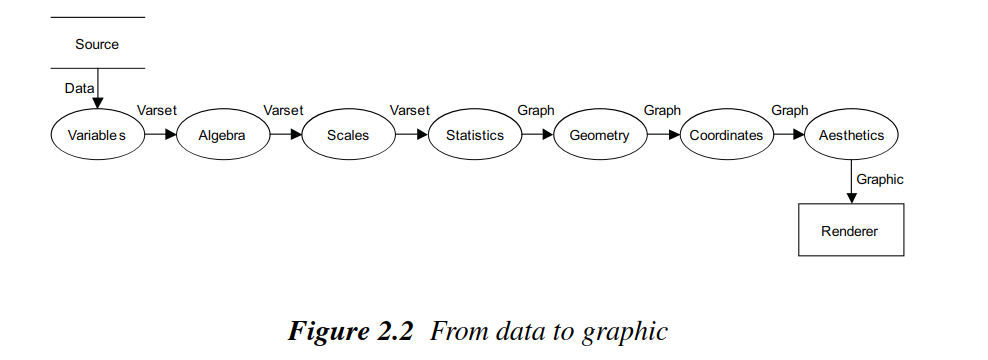 Source
Data
Varset Varset Varset Graph Graph Graph
Variables Algebra Scales Statistics Geometry Coordinates Aesthetics
Graphic
Renderer
Figure 2.2 From data to graphic